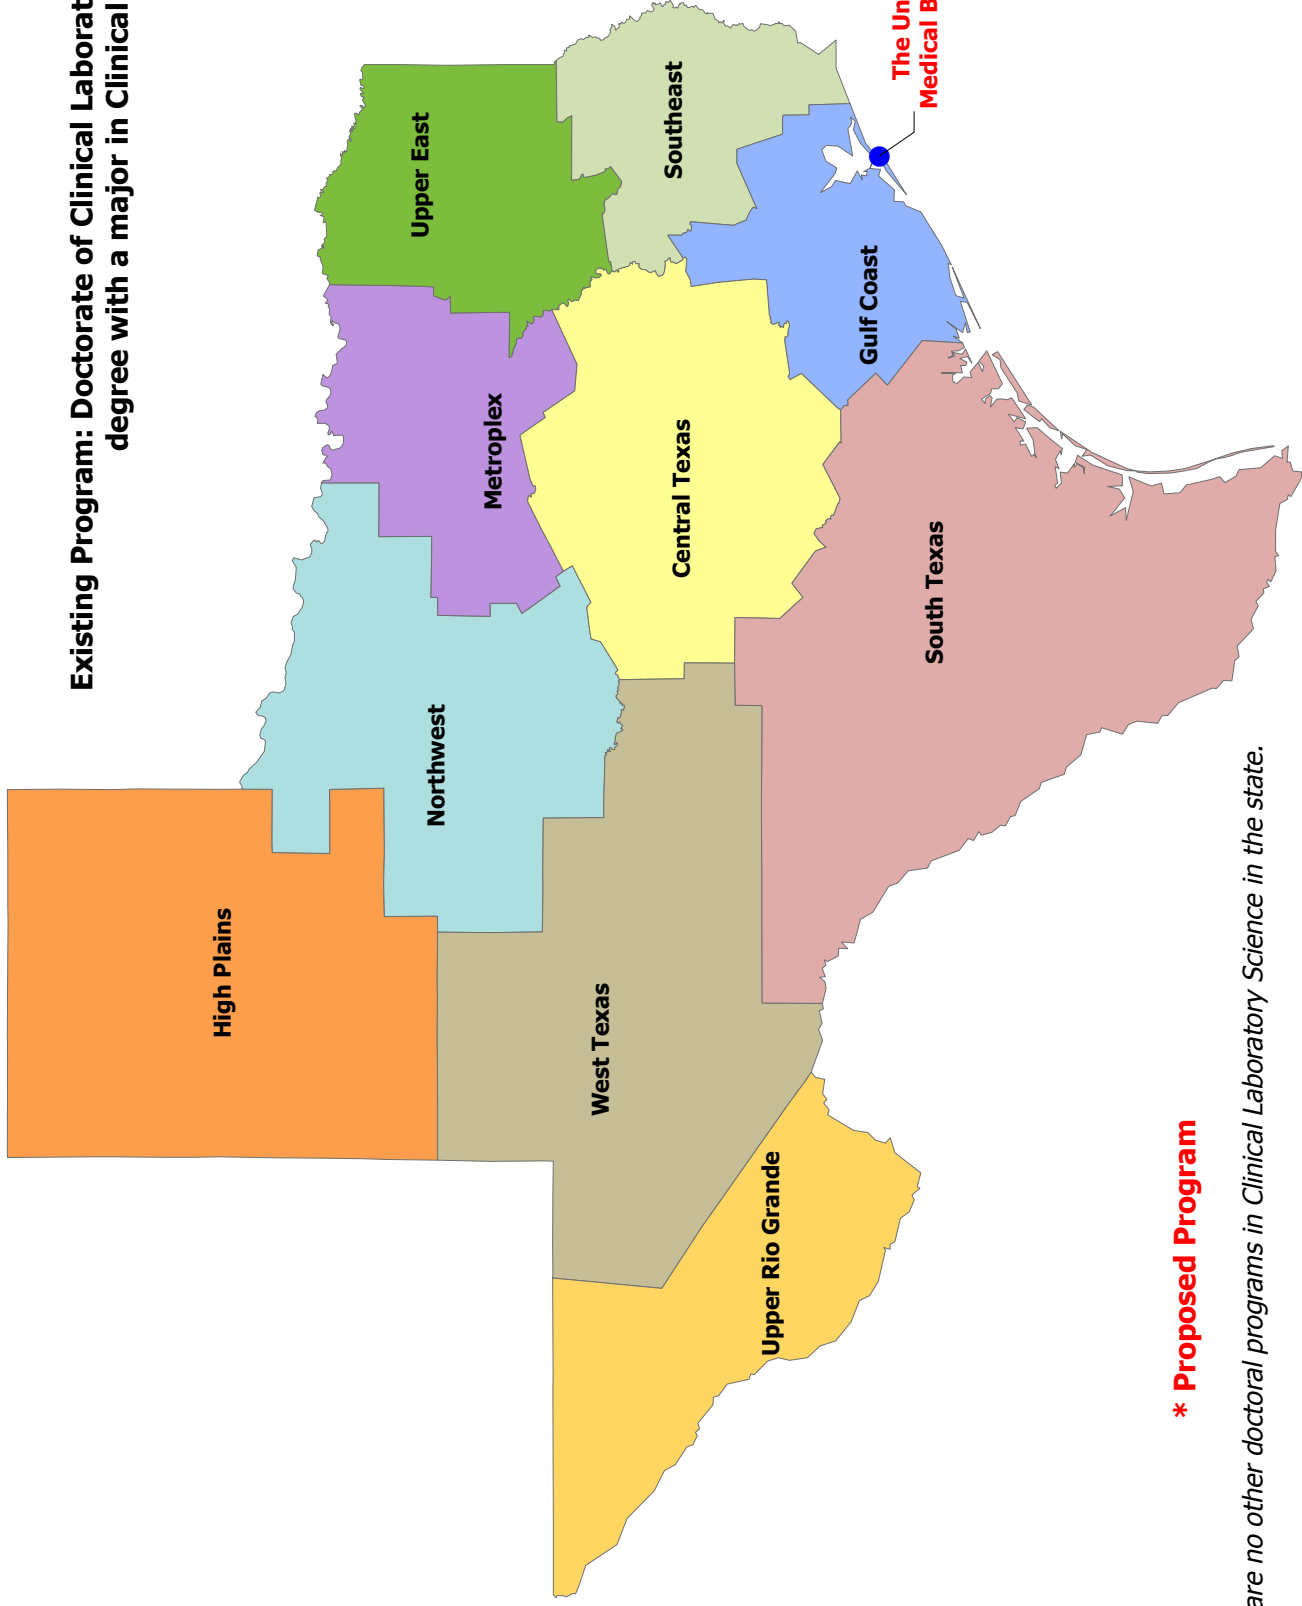 Existing Program: Doctorate of Clinical
degree with a major in Clinical
Upper East
Southeast
The
Medical
Metroplex
Gulf Coast
Central Texas
Northwest
South Texas
High Plains
West Texas
Upper Rio Grande
* Proposed Program
are no other doctoral programs in Clinical Laboratory Science in the state.